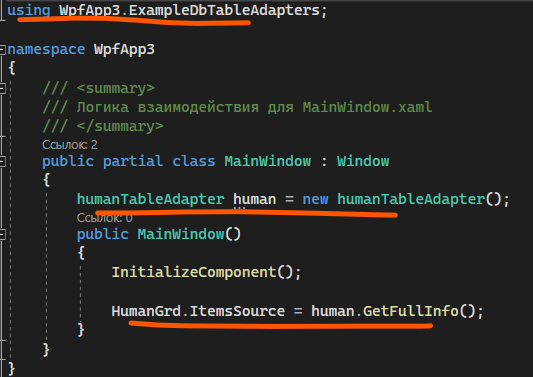 using WpfApp3.ExampleDbTableAdapters;
namespace WpfApp3
{
/// <summary>
/// Логика взаимодействия для MainWindow.xaml
/// </summary>
Ссылок: 2
public partial class MainWindow : Window
{
humanTableAdapter human = new humanTableAdapter();
Ссылок: 0
public MainWindow()
{
InitializeComponent();
HumanGrd.ItemsSource = human.GetFullInfo();
}
}
}